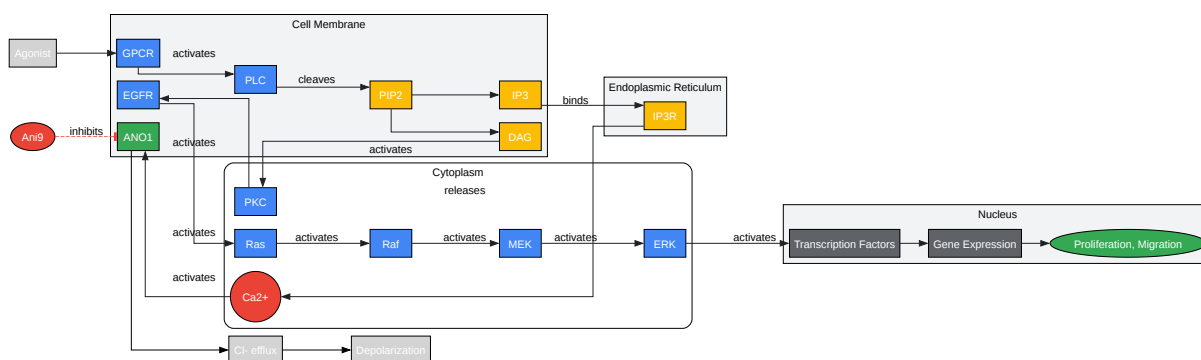 Cell Membrane
Agonist
GPCR
activates
PLC
cleaves
PIP2
IP3
binds
Endoplasmic Reticulum
IP3R
EGFR
Ani9
inhibits
ANO1
activates
DAG
activates
Cytoplasm
releases
PKC
activates
Ras
activates
Raf
activates
MEK
activates
ERK
activates
Nucleus
Transcription Factors
Gene Expression
Proliferation, Migration
activates
Ca2+
Cl- efflux
Depolarization